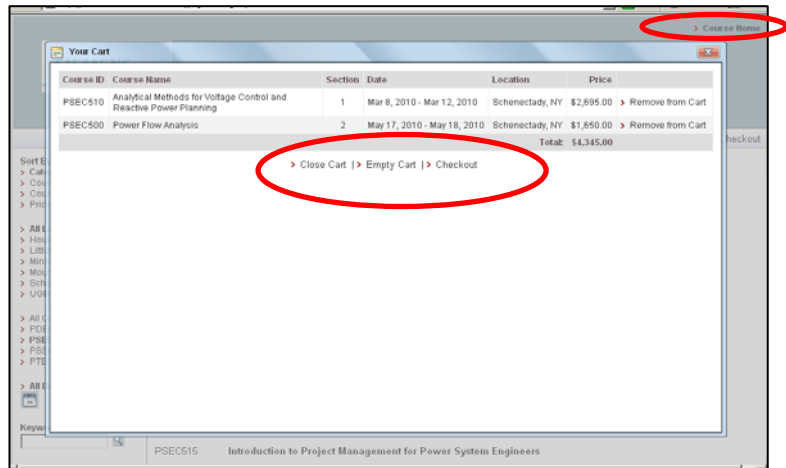 > Course Home
Your Cart
Course ID Course Name Section Date Location Price
PSEC510 Analytical Methods for Voltage Control and Reactive Power Planning 1 Mar 8, 2010 - Mar 12, 2010 Schenectady, NY $2,695.00 > Remove from Cart
PSEC500 Power Flow Analysis 2 May 17, 2010 - May 18, 2010 Schenectady, NY $1,650.00 > Remove from Cart
Total: $4,345.00
heckout
> Close Cart | > Empty Cart | > Checkout
Sort
> All
> All
> All
PSEC515 Introduction to Project Management for Power System Engineers